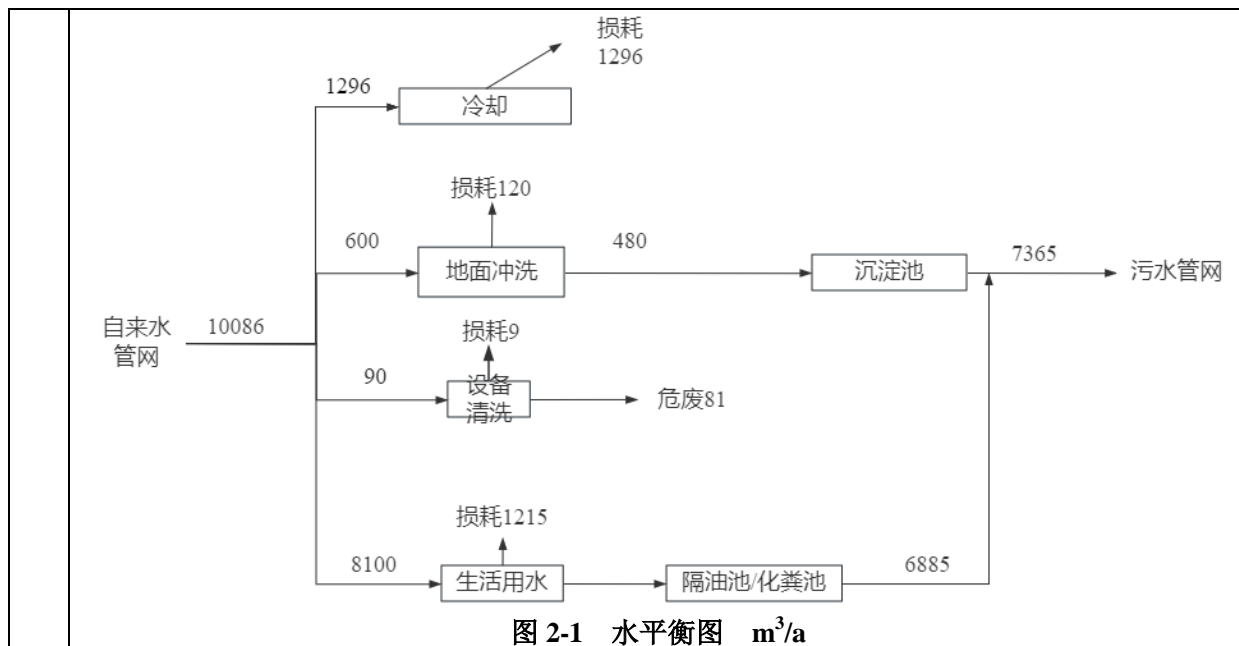 损耗
1296
1296
冷却
损耗120
600
地面冲洗
480
沉淀池
7365
污水管网
自来水
管网
10086
损耗9
90
设备
清洗
危废81
损耗1215
8100
生活用水
隔油池/化粪池
6885
图 2-1 水平衡图 m³/a